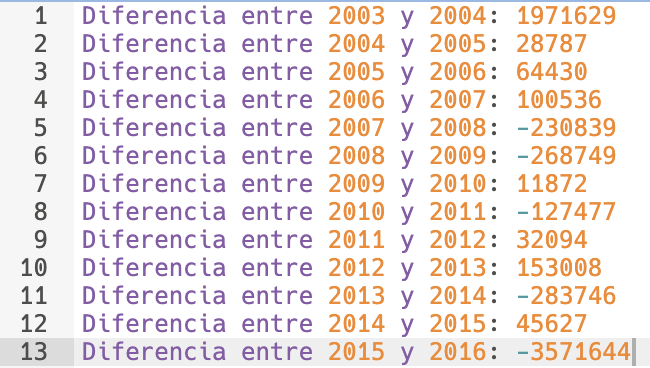 1 Diferencia entre 2003 y 2004: 1971629
2 Diferencia entre 2004 y 2005: 28787
3 Diferencia entre 2005 y 2006: 64430
4 Diferencia entre 2006 y 2007: 100536
5 Diferencia entre 2007 y 2008: -230839
6 Diferencia entre 2008 y 2009: -268749
7 Diferencia entre 2009 y 2010: 11872
8 Diferencia entre 2010 y 2011: -127477
9 Diferencia entre 2011 y 2012: 32094
10 Diferencia entre 2012 y 2013: 153008
11 Diferencia entre 2013 y 2014: -283746
12 Diferencia entre 2014 y 2015: 45627
13 Diferencia entre 2015 y 2016: -3571644